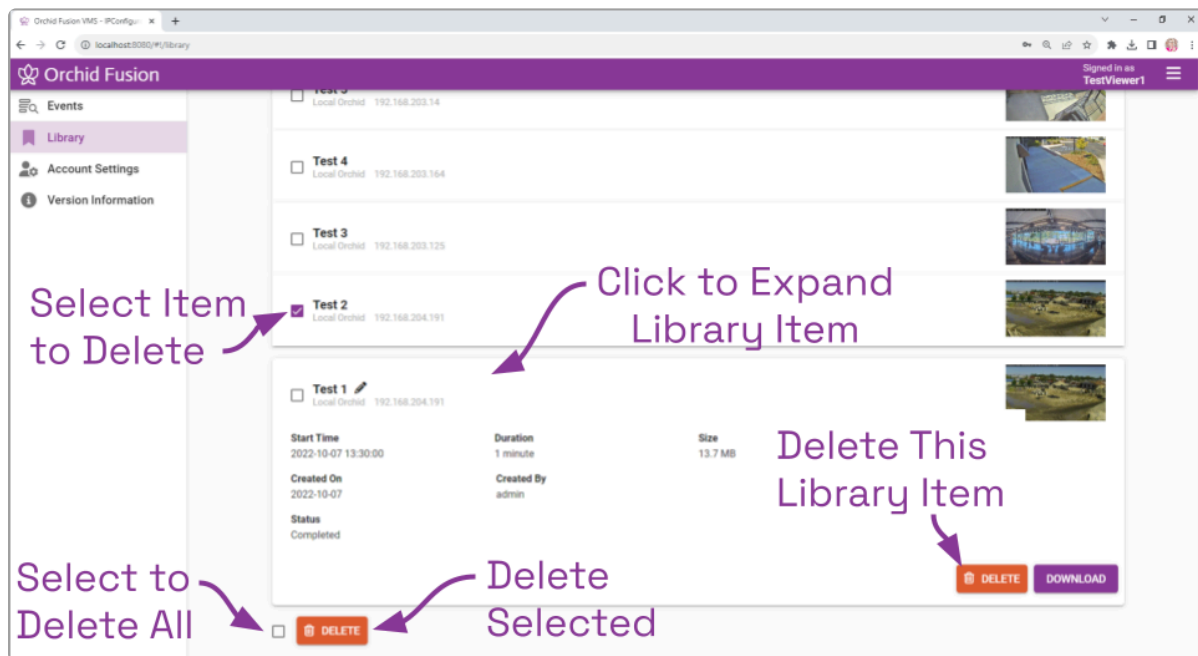 Orchid Fusion VMS - IPConfigur
localhost:8080/#!/library
Orchid Fusion
Signed in as
TestViewer1
Events
Library
Account Settings
Version Information
Local Orchid 192.168.203.14
Test 4
Local Orchid 192.168.203.164
Test 3
Local Orchid 192.168.203.125
Test 2
Local Orchid 192.168.204.191
Select Item
to Delete
Click to Expand
Library Item
Test 1
Local Orchid 192.168.204.191
Start Time
2022-10-07 13:30:00
Duration
1 minute
Size
13.7 MB
Created On
2022-10-07
Created By
admin
Status
Completed
Delete This
Library Item
DELETE
DOWNLOAD
Select to
Delete All
DELETE
Delete
Selected